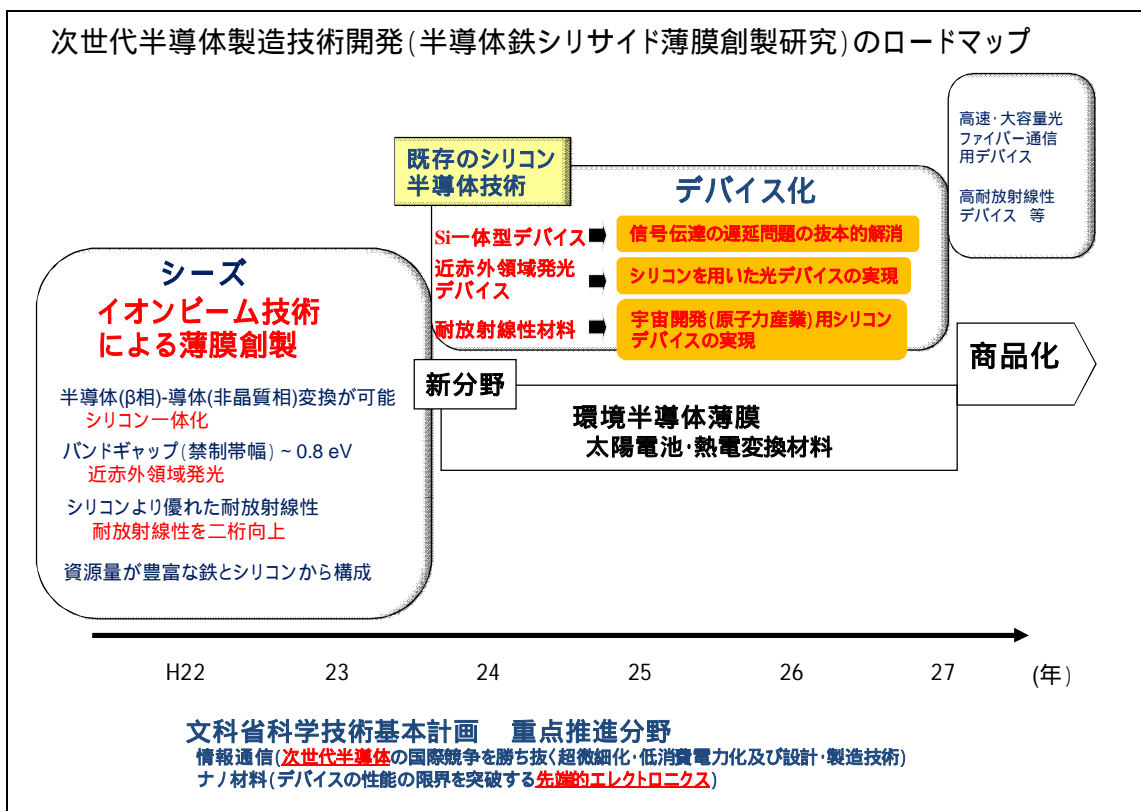 次世代半導体製造技術開発(半導体鉄シリサイド薄膜創製研究)のロードマップ
高速・大容量光
ファイバー通信
用デバイス
高耐放射線性
デバイス 等
既存のシリコン
半導体技術
デバイス化
Si一体型デバイス
信号伝達の遅延問題の抜本的解消
近赤外領域発光
デバイス
シリコンを用いた光デバイスの実現
耐放射線性材料
宇宙開発(原子力産業)用シリコン
デバイスの実現
シーズ
イオンビーム技術
による薄膜創製
半導体(β相)-導体(非晶質相)変換が可能
シリコン一体化
バンドギャップ(禁制帯幅) ~ 0.8 eV
近赤外領域発光
シリコンより優れた耐放射線性
耐放射線性を二桁向上
資源量が豊富な鉄とシリコンから構成
新分野
環境半導体薄膜
太陽電池・熱電変換材料
商品化
H22 23 24 25 26 27 (年)
文科省科学技術基本計画 重点推進分野
情報通信(次世代半導体の国際競争を勝ち抜く超微細化・低消費電力化及び設計・製造技術)
ナノ材料(デバイスの性能の限界を突破する先端的エレクトロニクス)